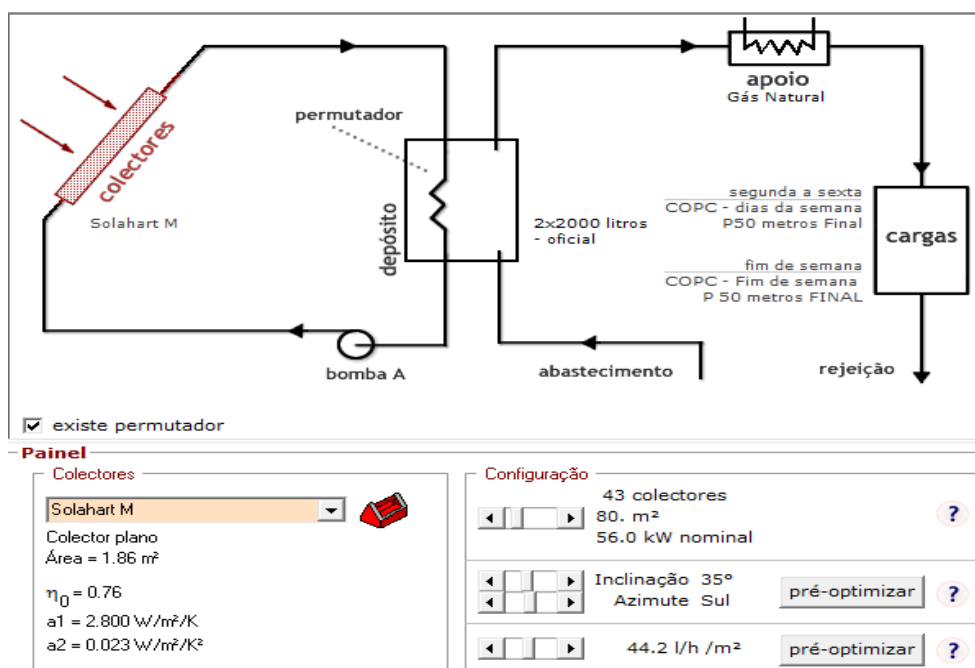 apoio
Gás Natural
permutador
colectores
Solahart M
depósito
2x2000 litros
- oficial
segunda a sexta
COPC - dias da semana
P50 metros Final
fim de semana
COPC - Fim de semana
P 50 metros FINAL
cargas
bomba A
abastecimento
rejeição
existe permutador
Painel
Colectores
Solahart M
Colector plano
Área = 1.86 m²
η0 = 0.76
a1 = 2.800 W/m²/K
a2 = 0.023 W/m²/K²
Configuração
43 colectores
80. m²
56.0 kW nominal
?
Inclinação 35°
Azimute Sul
pré-optimizar
?
44.2 l/h /m²
pré-optimizar
?